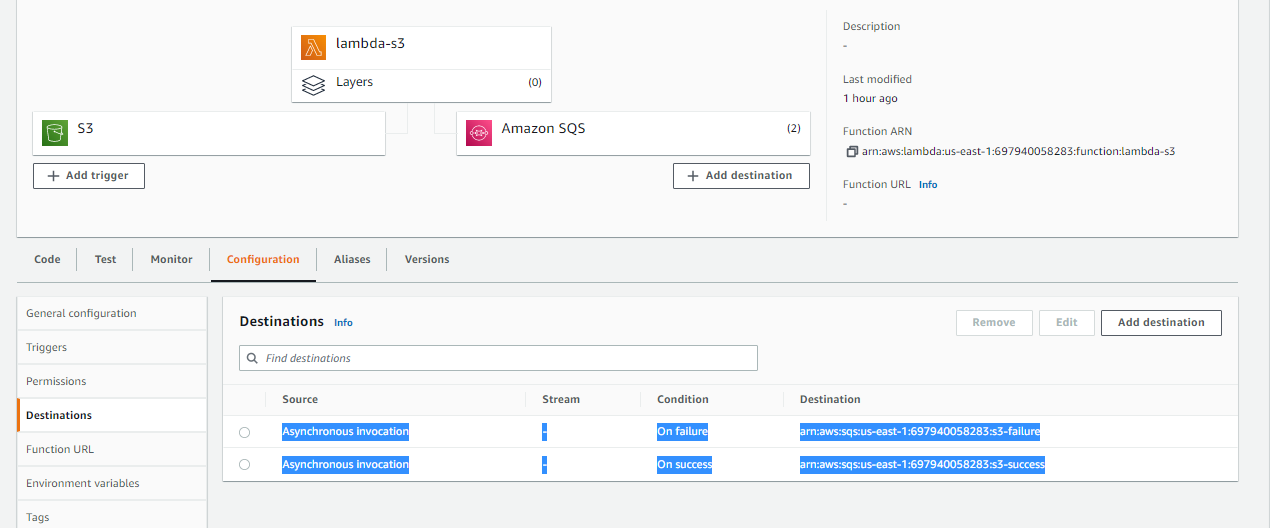 lambda-s3
Layers (0)
S3
Amazon SQS (2)
+ Add trigger
+ Add destination
Description
-
Last modified
1 hour ago
Function ARN
arn:aws:lambda:us-east-1:697940058283:function:lambda-s3
Function URL Info
-
Code Test Monitor Configuration Aliases Versions
General configuration
Triggers
Permissions
Destinations
Function URL
Environment variables
Tags
Destinations Info Remove Edit Add destination
Find destinations
Source Stream Condition Destination
Asynchronous invocation - On failure arn:aws:sqs:us-east-1:697940058283:s3-failure
Asynchronous invocation - On success arn:aws:sqs:us-east-1:697940058283:s3-success